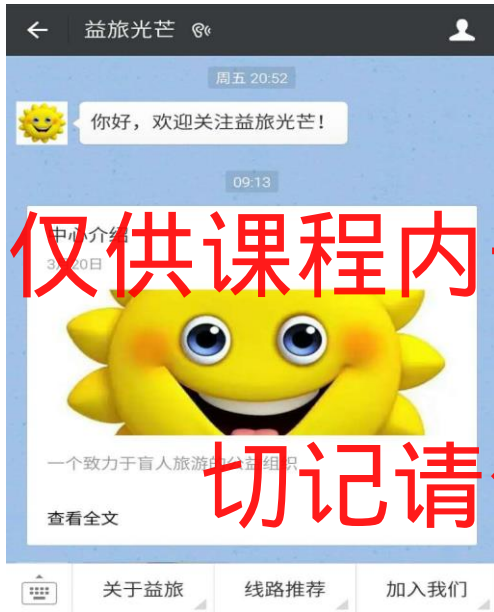 益旅光芒
周五 20:52
你好，欢迎关注益旅光芒！
09:13
中心介绍
仅供课程内
3月20日
一个致力于盲人旅游的公益组织
切记请
查看全文
关于益旅 线路推荐 加入我们